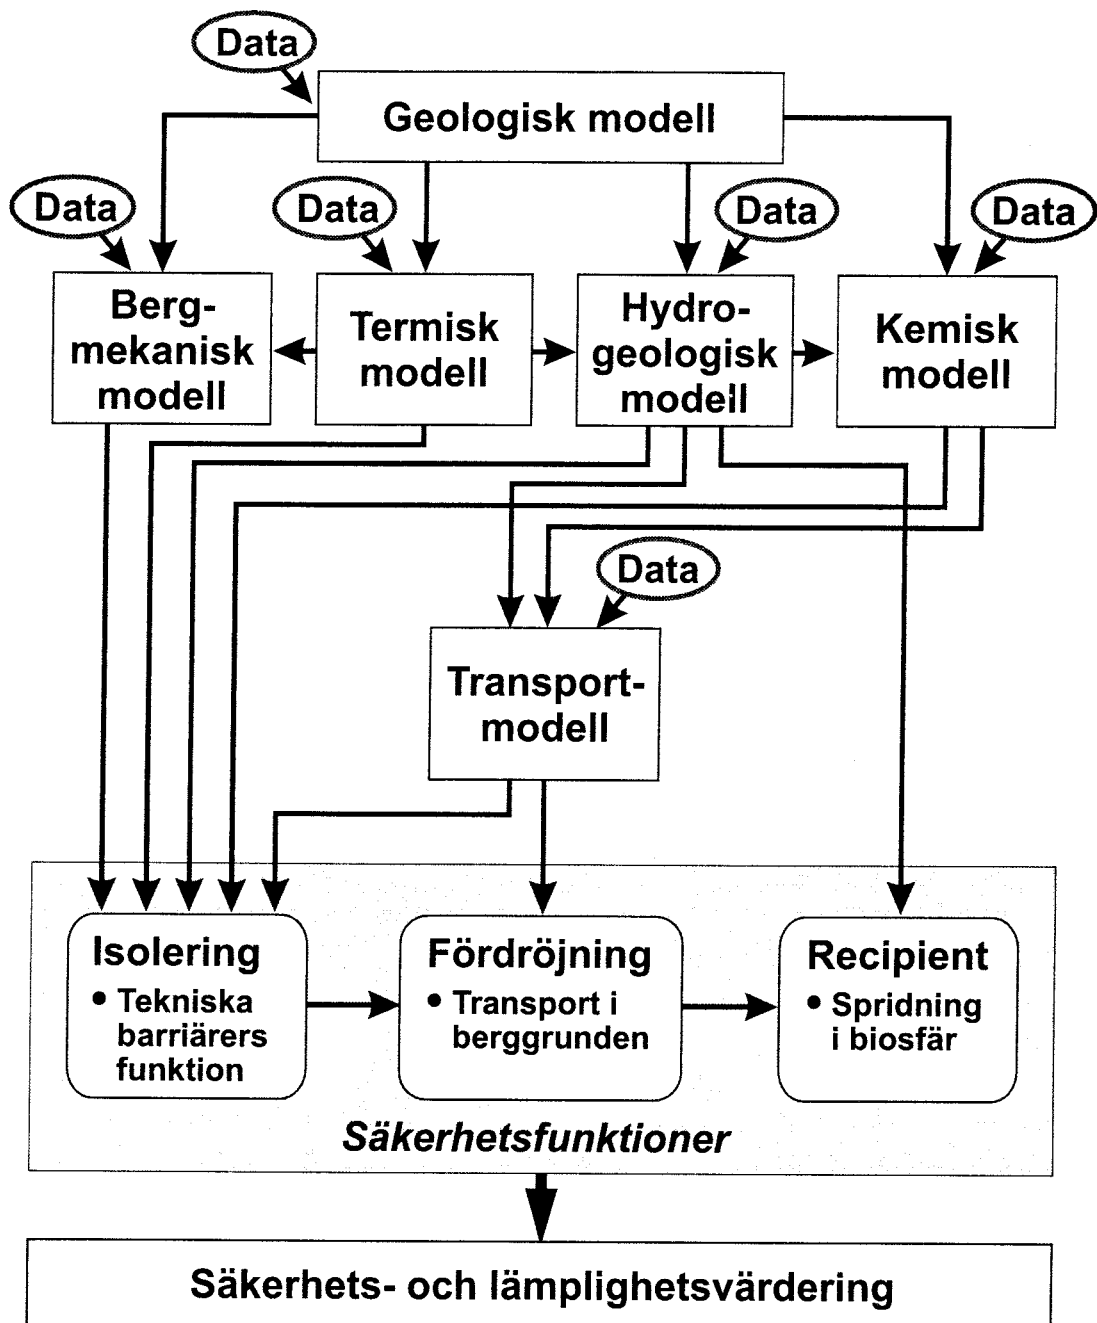 Data
Geologisk modell
Data
Data
Data
Data
Berg-
mekanisk
modell
Termisk
modell
Hydro-
geologisk
modell
Kemisk
modell
Data
Transport-
modell
Isolering
• Tekniska
barriärers
funktion
Fördröjning
• Transport i
berggrunden
Recipient
• Spridning
i biosfär
Säkerhetsfunktioner
Säkerhets- och lämplighetsvärdering